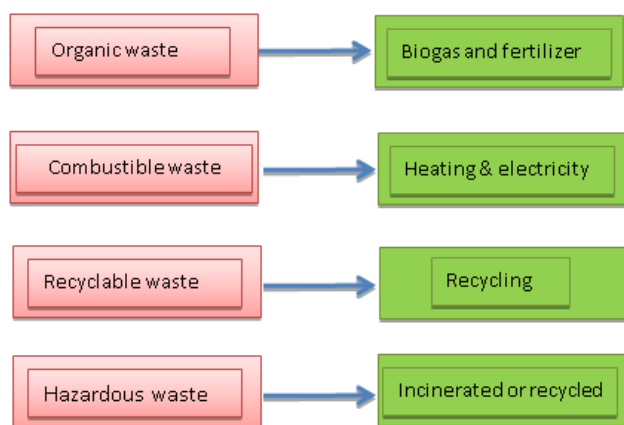 Organic waste
Biogas and fertilizer
Combustible waste
Heating & electricity
Recyclable waste
Recycling
Hazardous waste
Incinerated or recycled